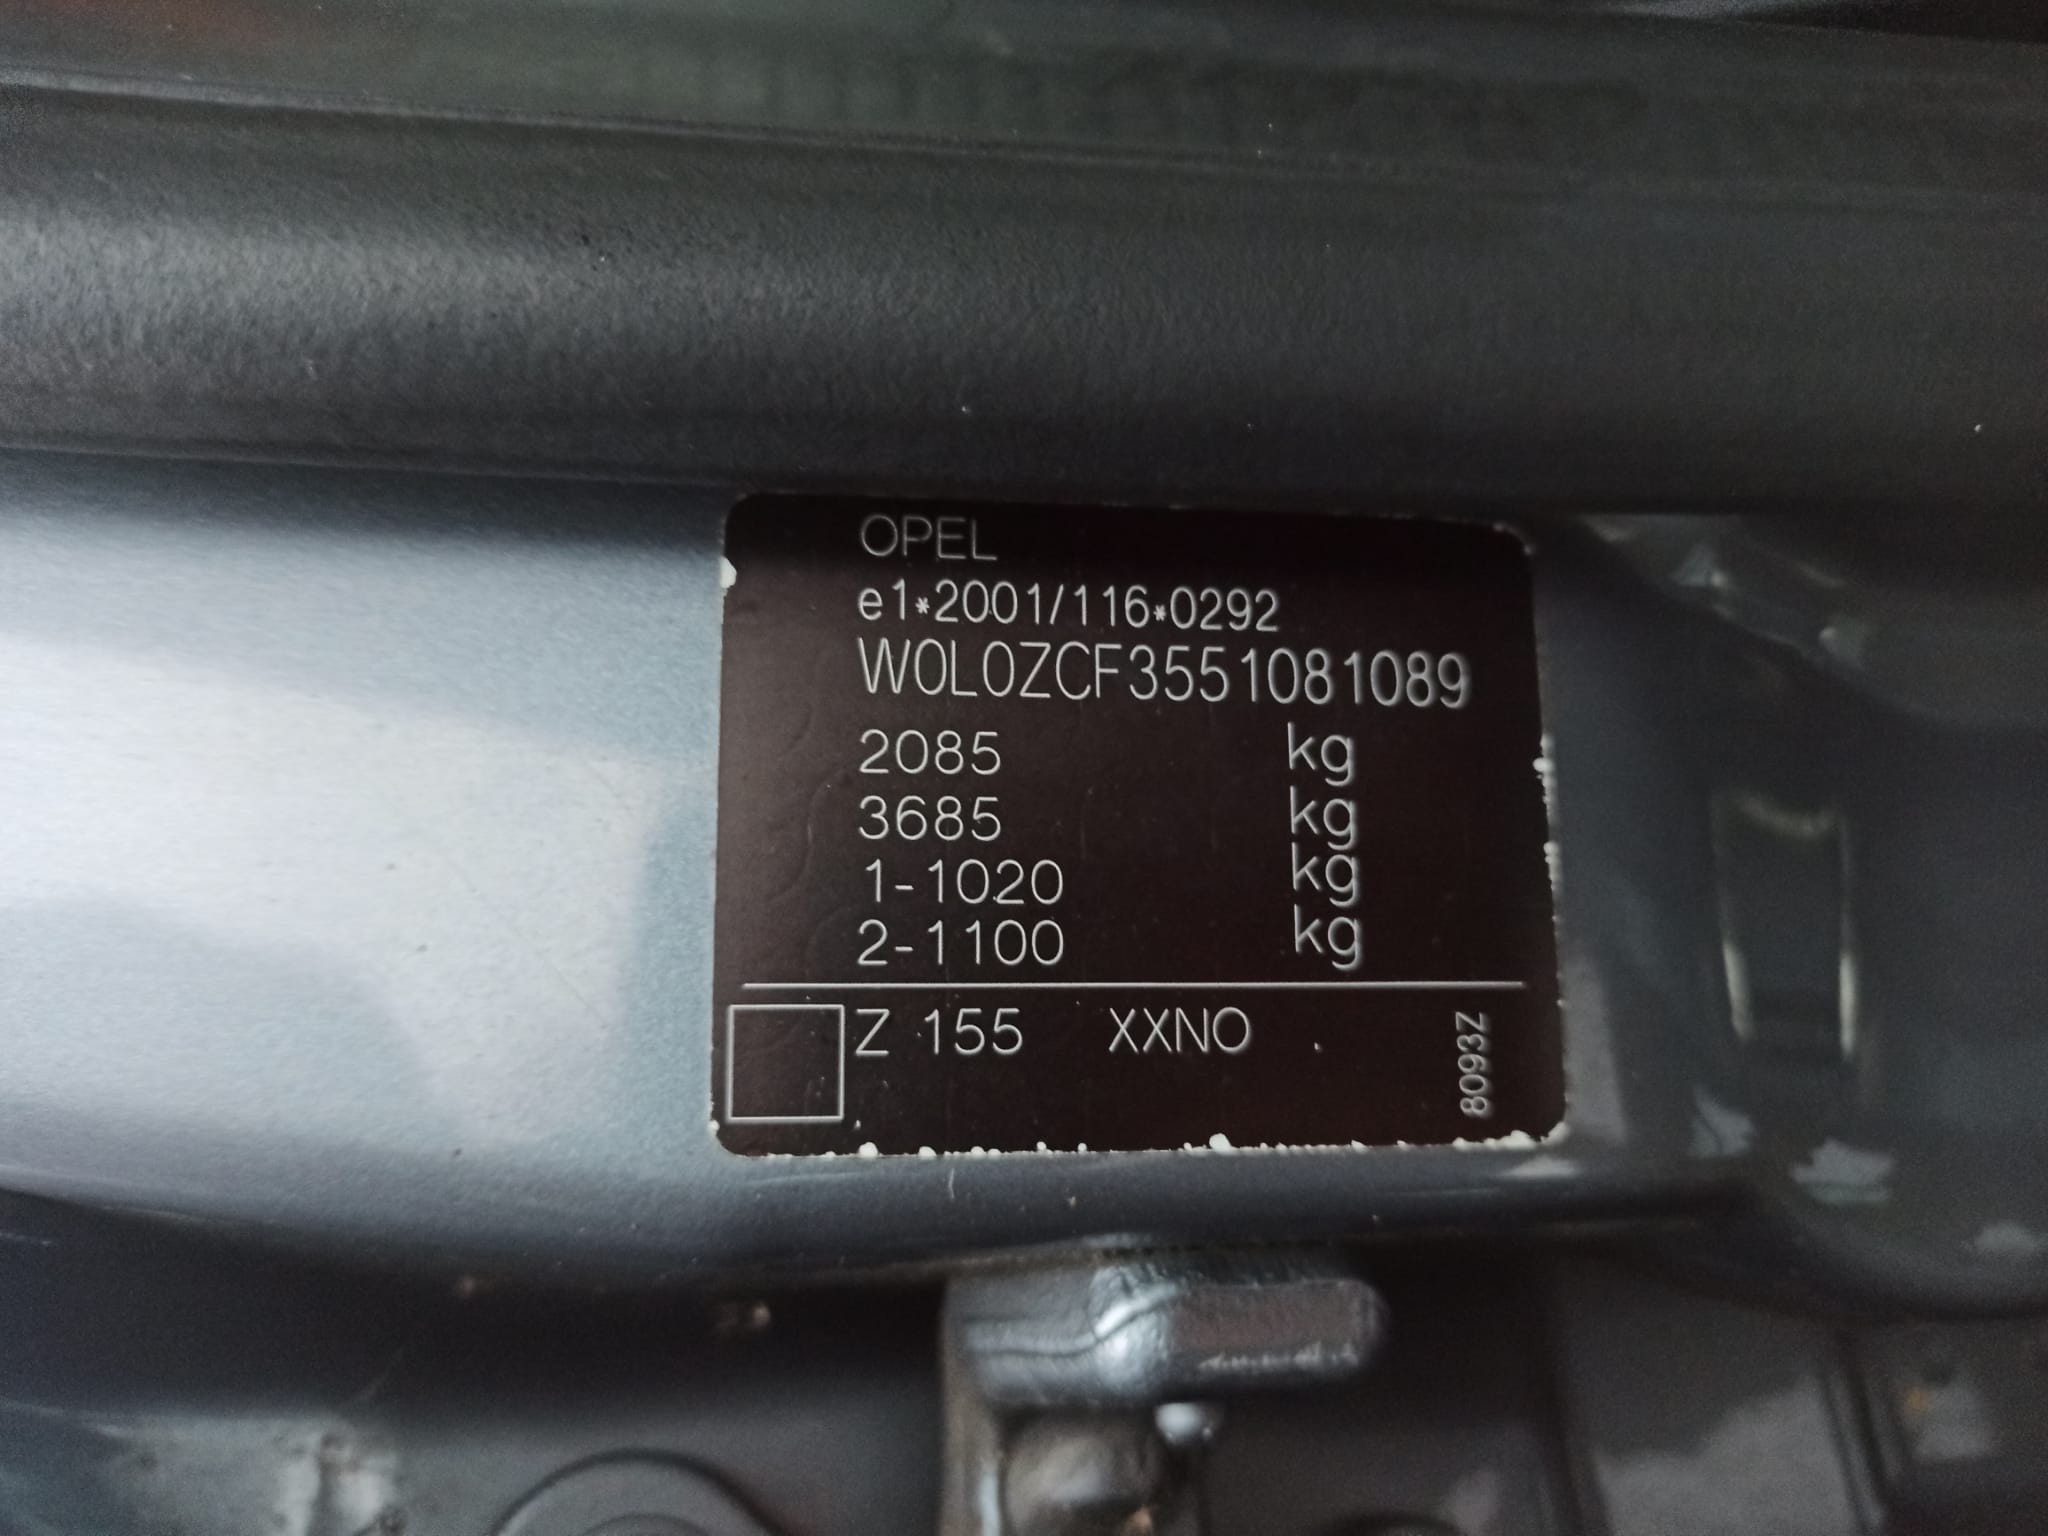 OPEL
e1*2001/116*0292
W0L0ZCF3551081089
2085 kg
3685 kg
1-1020 kg
2-1100 kg
Z 155 XXNO
8093Z